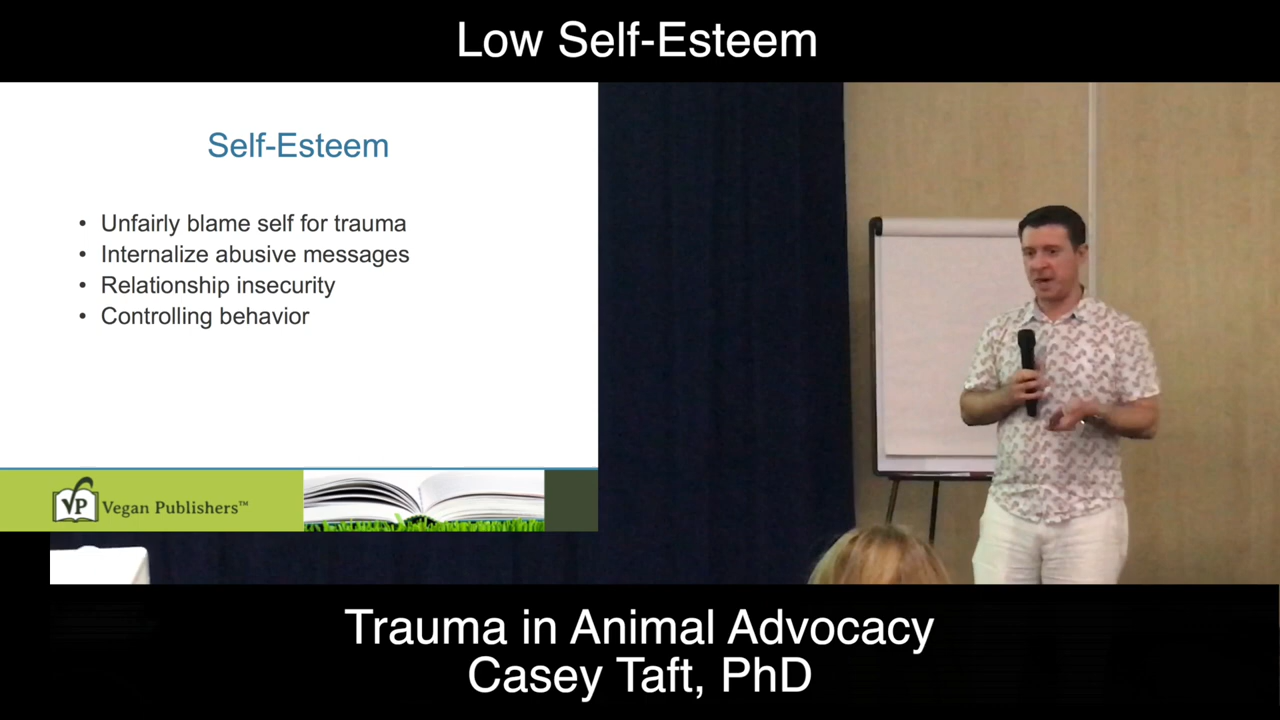 Low Self-Esteem
Self-Esteem
• Unfairly blame self for trauma
• Internalize abusive messages
• Relationship insecurity
• Controlling behavior
VP Vegan Publishers™
Trauma in Animal Advocacy
Casey Taft, PhD